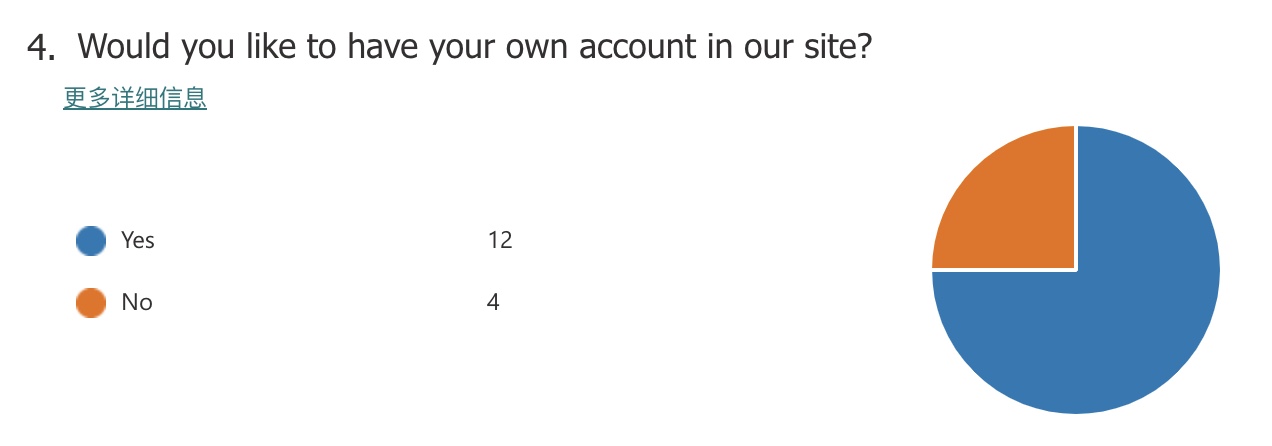 4. Would you like to have your own account in our site?
更多详细信息
Yes 12
No 4